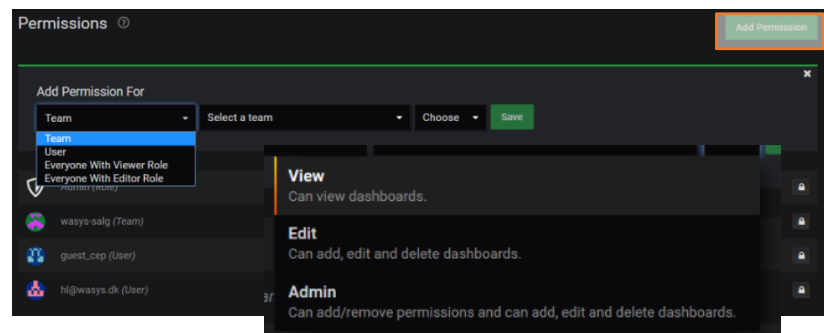 Permissions
Add Permission
Add Permission For
Team Select a team Choose Save
Team
User
Everyone With Viewer Role
Everyone With Editor Role
Admin (Role)
wasys-salg (Team)
guest_cep (User)
hl@wasys.dk (User)
View
Can view dashboards.
Edit
Can add, edit and delete dashboards.
Admin
Can add/remove permissions and can add, edit and delete dashboards.